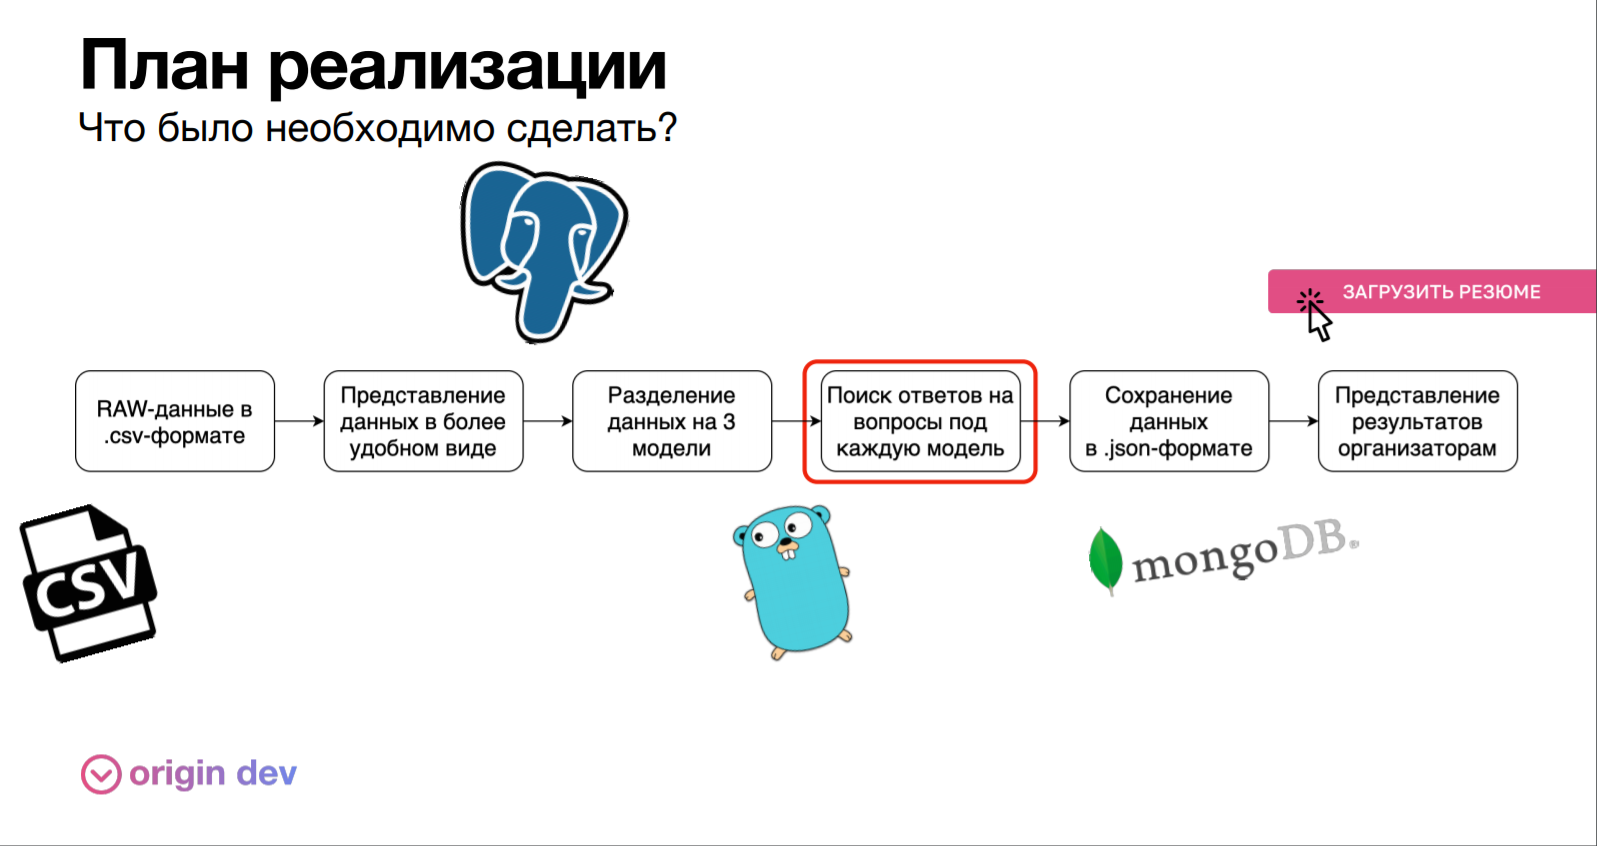 План реализации
Что было необходимо сделать?
ЗАГРУЗИТЬ РЕЗЮМЕ
RAW-данные в
.csv-формате
Представление
данных в более
удобном виде
Разделение
данных на 3
модели
Поиск ответов на
вопросы под
каждую модель
Сохранение
данных
в .json-формате
Представление
результатов
организаторам
CSV
mongoDB®
origin dev